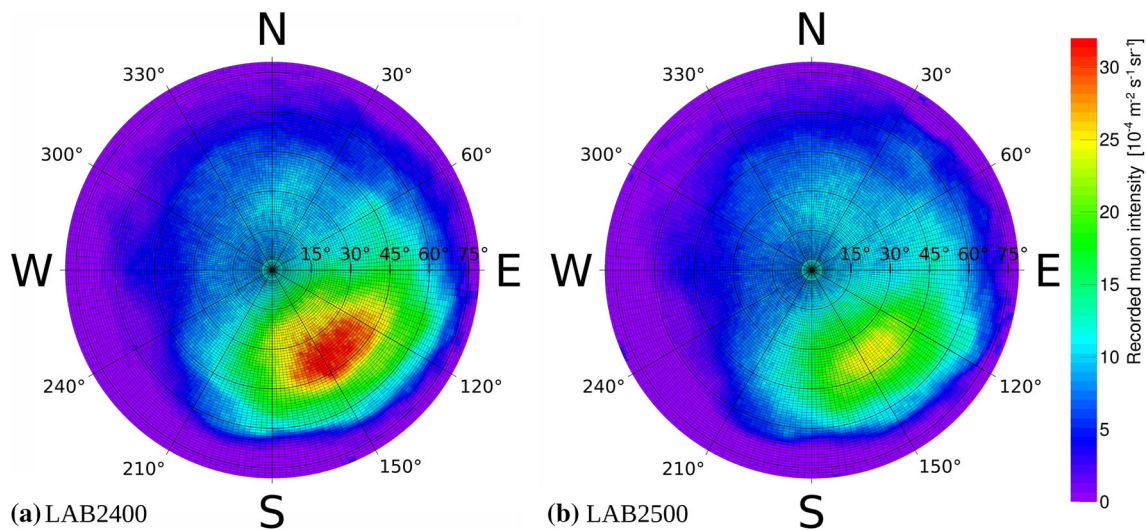 N
330° 30°
300° 60°
W 15° 30° 45° 60° 75° E
240° 120°
210° 150°
S
(a) LAB2400
N
330° 30°
300° 60°
W 15° 30° 45° 60° 75° E
240° 120°
210° 150°
S
(b) LAB2500
30
25
20
15
10
5
0
Recorded muon intensity [10⁻⁴ m⁻² s⁻¹ sr⁻¹]